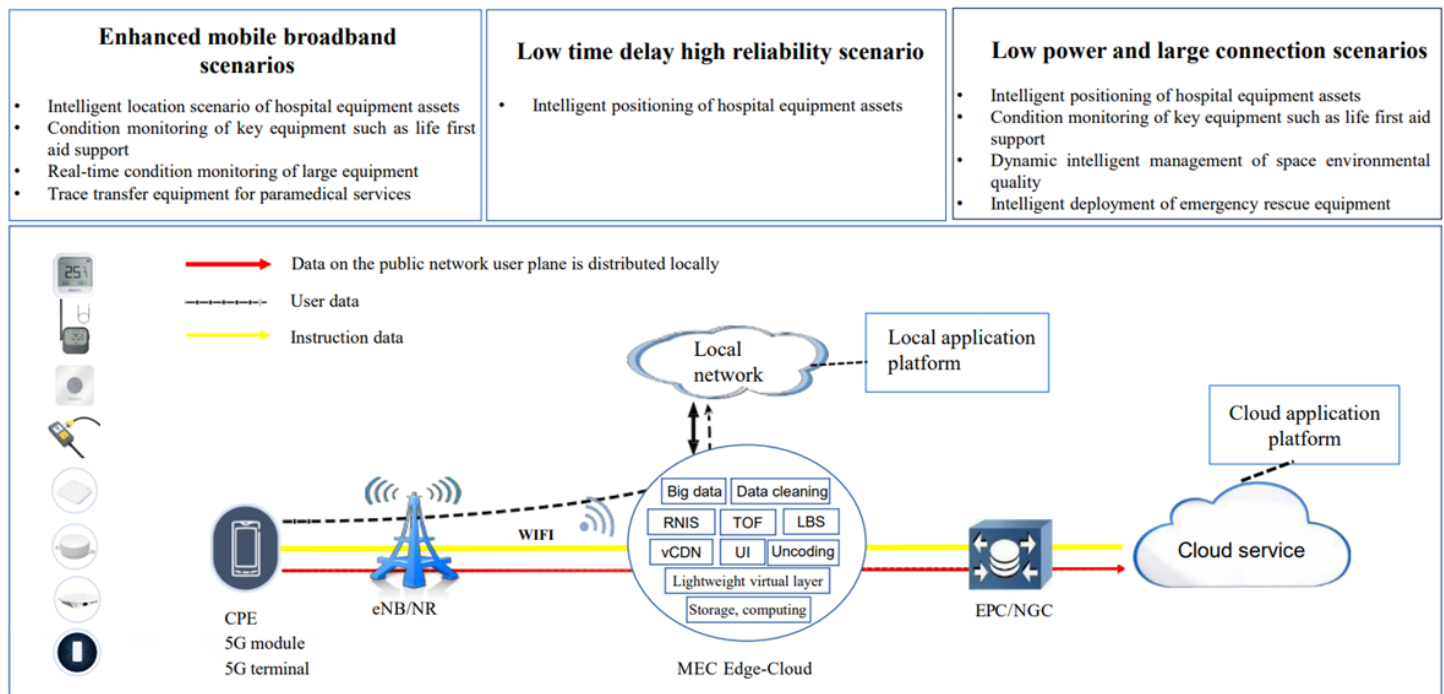 Enhanced mobile broadband
scenarios
• Intelligent location scenario of hospital equipment assets
• Condition monitoring of key equipment such as life first
aid support
• Real-time condition monitoring of large equipment
• Trace transfer equipment for paramedical services
Low time delay high reliability scenario
• Intelligent positioning of hospital equipment assets
Low power and large connection scenarios
• Intelligent positioning of hospital equipment assets
• Condition monitoring of key equipment such as life first aid
support
• Dynamic intelligent management of space environmental
quality
• Intelligent deployment of emergency rescue equipment
Data on the public network user plane is distributed locally
User data
Instruction data
Local
network
Local application
platform
Cloud application
platform
Big data
Data cleaning
RNIS
TOF
LBS
vCDN
UI
Uncoding
Lightweight virtual layer
Storage, computing
WIFI
Cloud service
CPE
5G module
5G terminal
eNB/NR
MEC Edge-Cloud
EPC/NGC